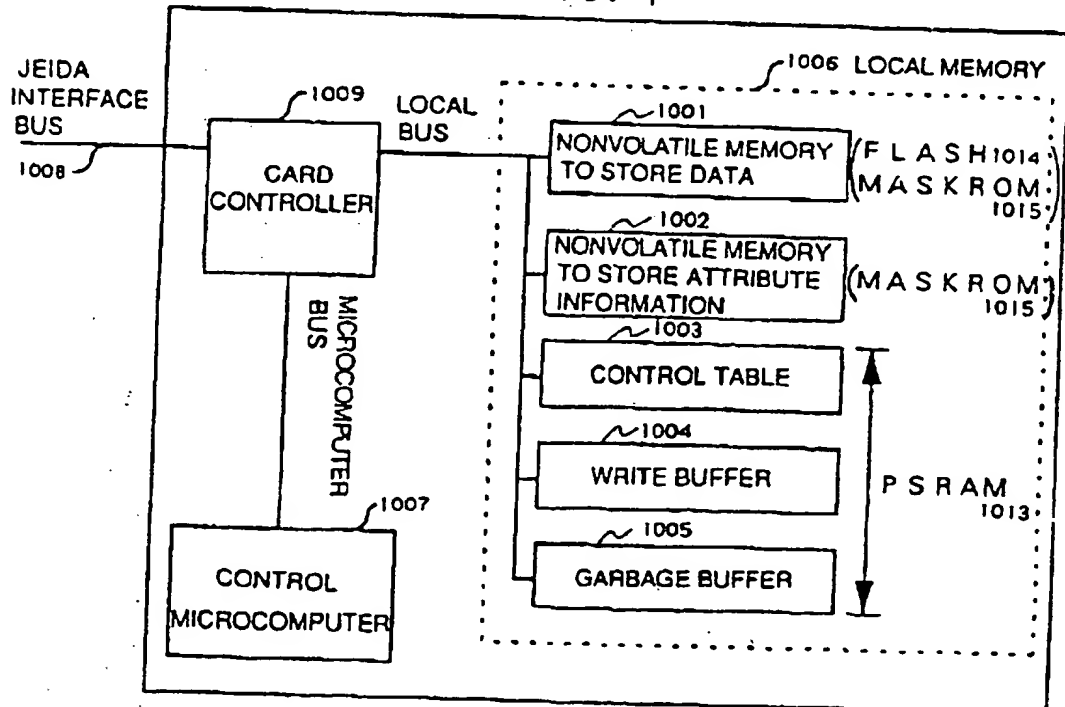 1006 LOCAL MEMORY
JEIDA
INTERFACE
BUS
1008
1009
CARD
CONTROLLER
LOCAL
BUS
1001
NONVOLATILE MEMORY
TO STORE DATA
(FLASH 1014
MASKROM
1015)
1002
NONVOLATILE MEMORY
TO STORE ATTRIBUTE
INFORMATION
(MASKROM
1015)
1003
CONTROL TABLE
1004
WRITE BUFFER
PSRAM
1013
1005
GARBAGE BUFFER
MICROCOMPUTER
BUS
1007
CONTROL
MICROCOMPUTER